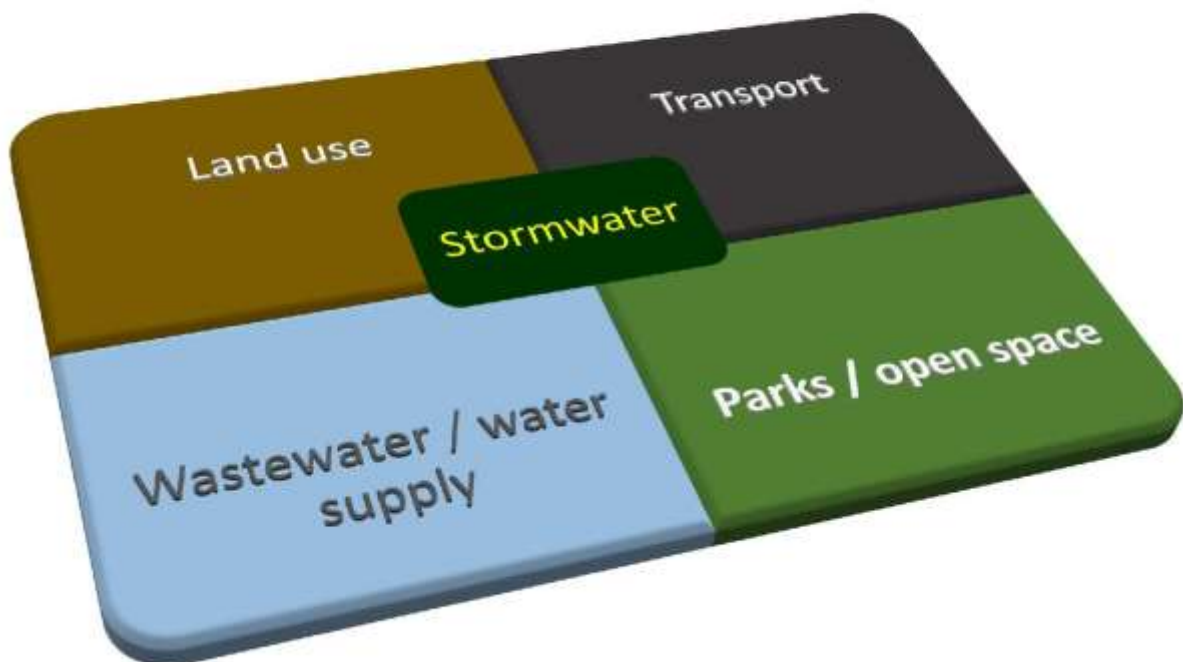 Land use
Transport
Stormwater
Wastewater / water
supply
Parks / open space